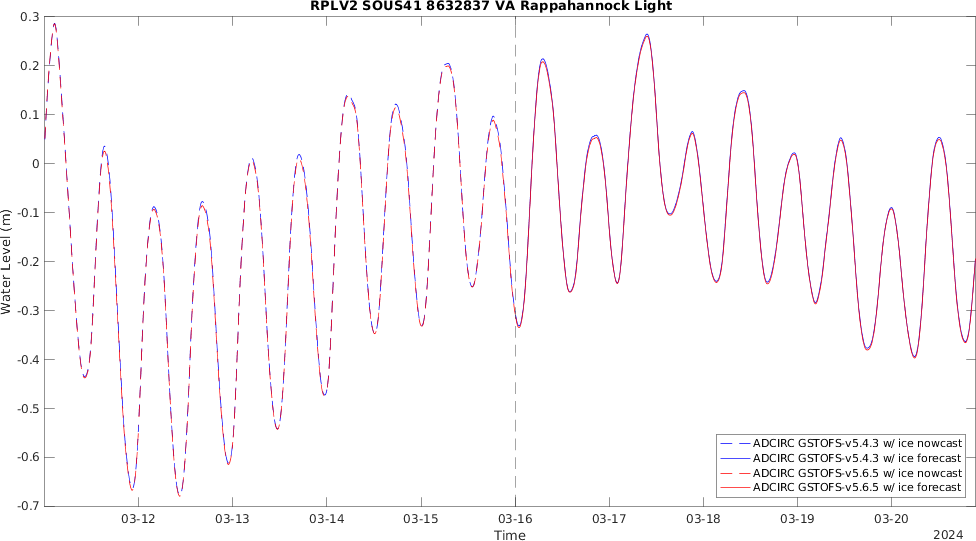 RPLV2 SOUS41 8632837 VA Rappahannock Light
0.3
0.2
0.1
0
-0.1
-0.2
-0.3
-0.4
-0.5
-0.6
-0.7
Water Level (m)
ADCIRC GSTOFS-v5.4.3 w/ ice nowcast
ADCIRC GSTOFS-v5.4.3 w/ ice forecast
ADCIRC GSTOFS-v5.6.5 w/ ice nowcast
ADCIRC GSTOFS-v5.6.5 w/ ice forecast
03-12 03-13 03-14 03-15 03-16 03-17 03-18 03-19 03-20
Time
2024